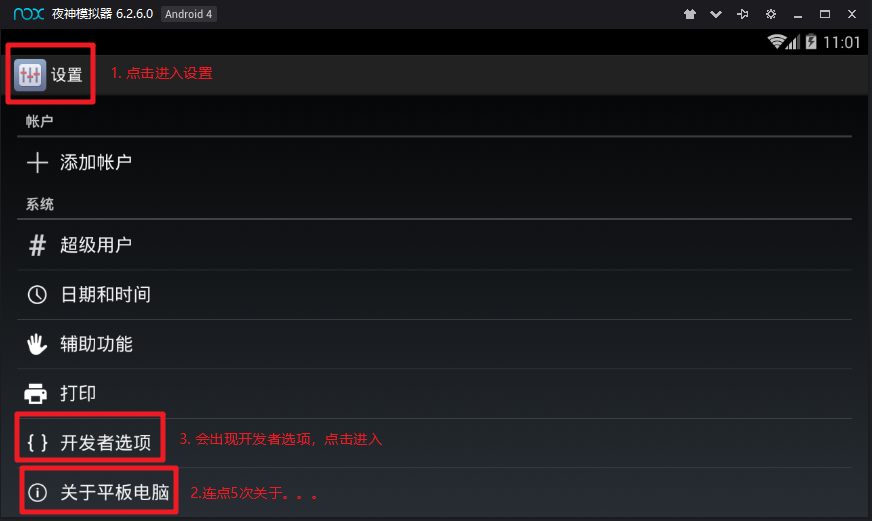 nox 夜神模拟器 6.2.6.0 Android 4
11:01
设置 1. 点击进入设置
帐户
添加帐户
系统
# 超级用户
日期和时间
辅助功能
打印
{ } 开发者选项 3. 会出现开发者选项，点击进入
关于平板电脑 2.连点5次关于。。。